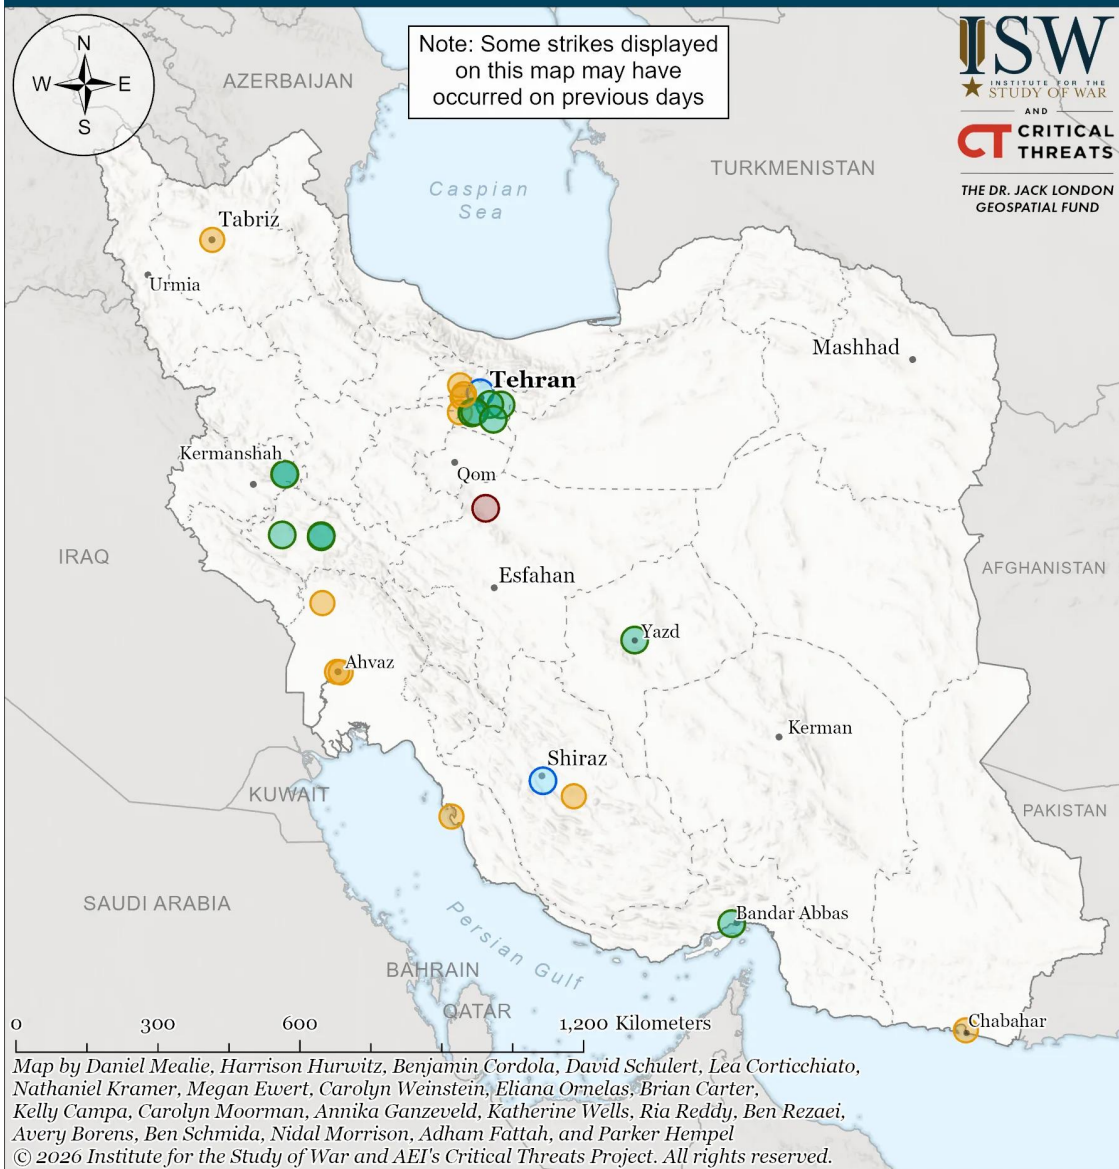 N
W
E
S
Note: Some strikes displayed
on this map may have
occurred on previous days
ISW
INSTITUTE FOR THE
STUDY OF WAR
AND
CT CRITICAL
THREATS
THE DR. JACK LONDON
GEOSPATIAL FUND
AZERBAIJAN
TURKMENISTAN
Caspian
Sea
Tabriz
Urmia
Mashhad
Tehran
Kermanshah
Qom
IRAQ
Esfahan
AFGHANISTAN
Yazd
Ahvaz
Kerman
Shiraz
KUWAIT
PAKISTAN
SAUDI ARABIA
Persian Gulf
Bandar Abbas
BAHRAIN
QATAR
Chabahar
0 300 600 1,200 Kilometers
Map by Daniel Mealie, Harrison Hurwitz, Benjamin Cordola, David Schulert, Lea Corticchiato,
Nathaniel Kramer, Megan Ewert, Carolyn Weinstein, Eliana Ornelas, Brian Carter,
Kelly Campa, Carolyn Moorman, Annika Ganzeveld, Katherine Wells, Ria Reddy, Ben Rezaei,
Avery Borens, Ben Schmida, Nidal Morrison, Adham Fattah, and Parker Hempel
© 2026 Institute for the Study of War and AEI's Critical Threats Project. All rights reserved.